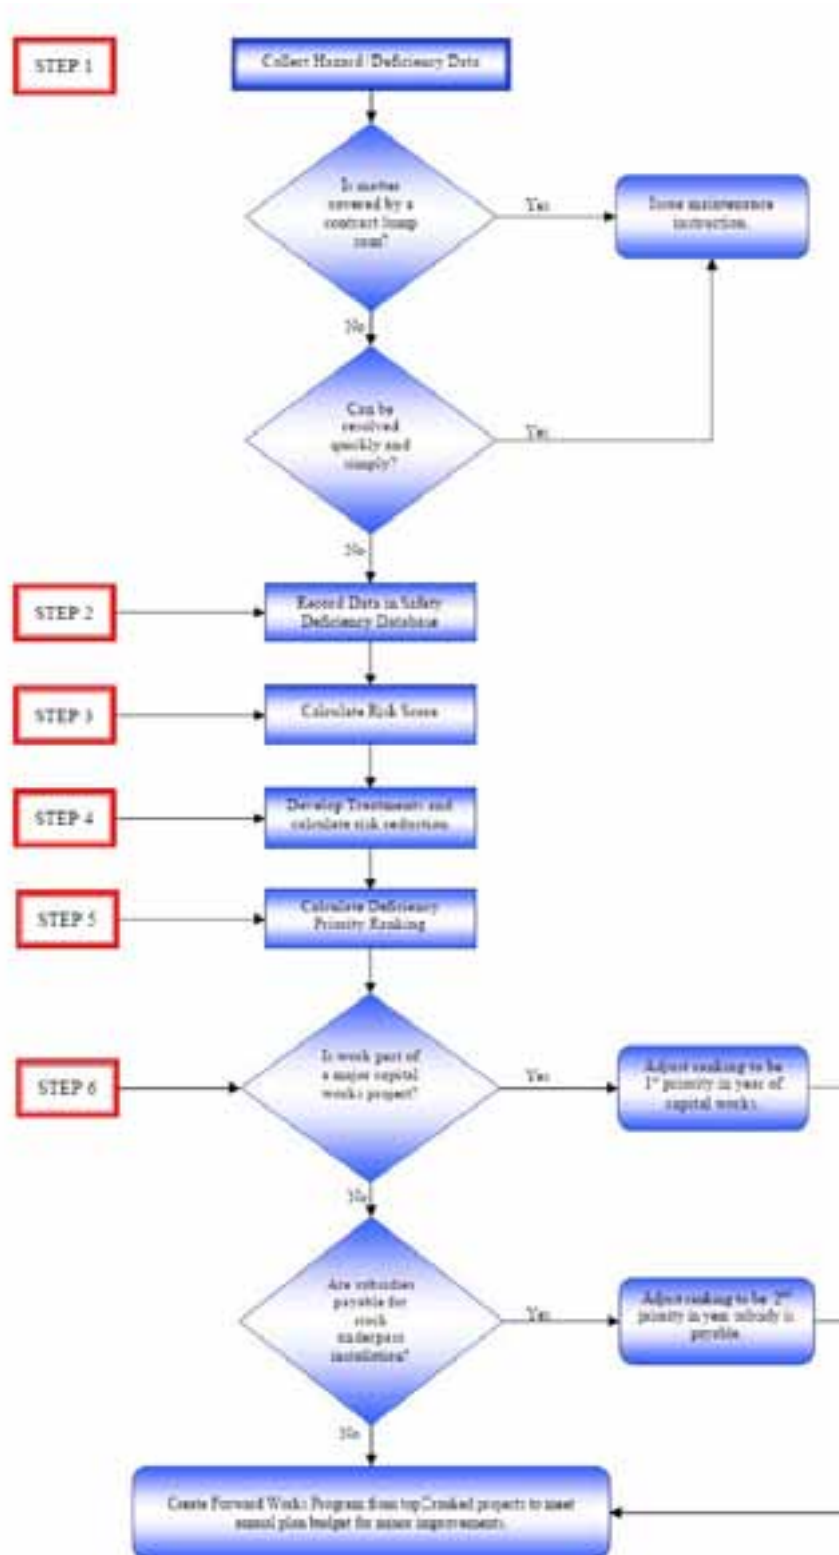 STEP 1
Collect Hazard/Deficiency Data
Is matter
covered by a
contract lump
sum?
Yes
Issue maintenance
instruction.
No
Can be
resolved
quickly and
simply?
Yes
No
STEP 2
Record Data in Safety
Deficiency Database
STEP 3
Calculate Risk Score
STEP 4
Develop Treatments and
calculate risk reduction
STEP 5
Calculate Deficiency
Priority Ranking
STEP 6
Is work part of
a major capital
works project?
Yes
Adjust ranking to be
1st priority in year of
capital works.
No
Are subsidies
payable for
stock
underpass
installation?
Yes
Adjust ranking to be 2nd
priority in year subsidy is
payable.
No
Create Forward Works Program from top ranked projects to meet
annual plan budget for minor improvements.